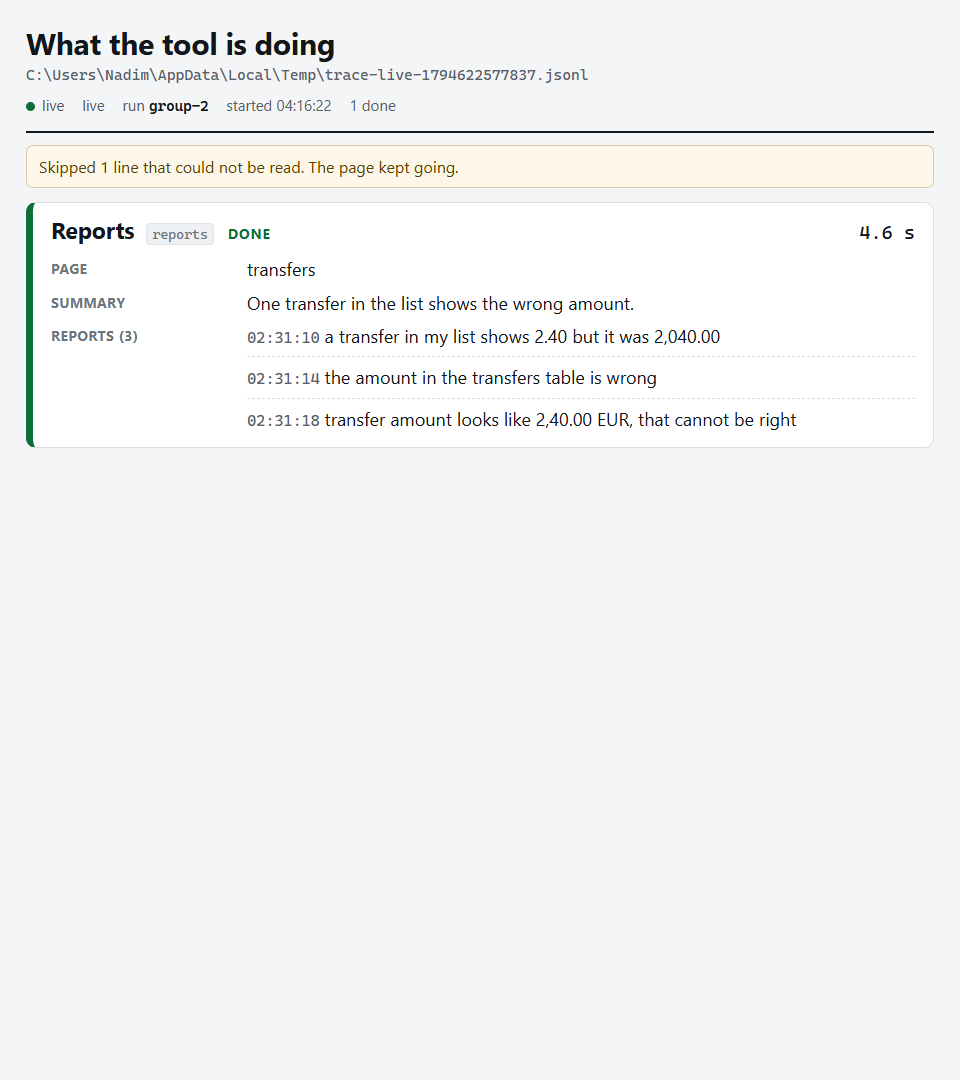 What the tool is doing
C:\Users\Nadim\AppData\Local\Temp\trace-live-1794622577837.jsonl
live live run group-2 started 04:16:22 1 done
Skipped 1 line that could not be read. The page kept going.
Reports reports DONE 4.6 s
PAGE transfers
SUMMARY One transfer in the list shows the wrong amount.
REPORTS (3) 02:31:10 a transfer in my list shows 2.40 but it was 2,040.00
02:31:14 the amount in the transfers table is wrong
02:31:18 transfer amount looks like 2,40.00 EUR, that cannot be right